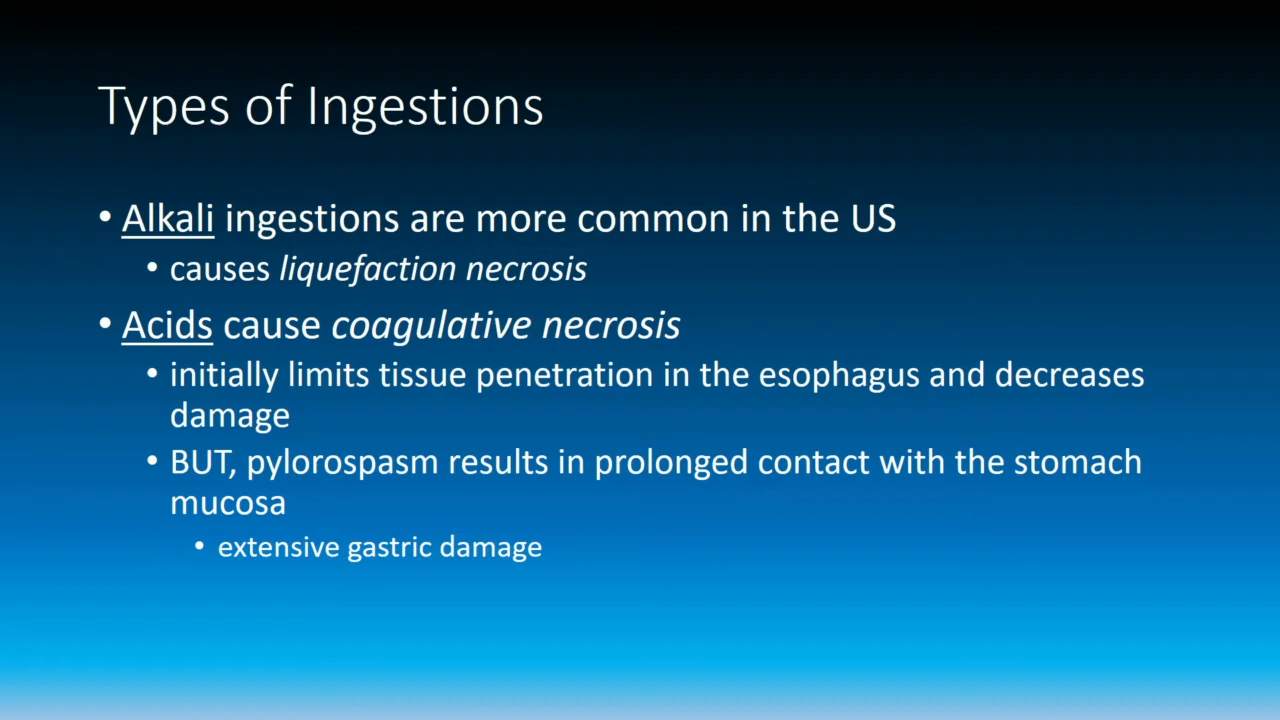 Types of Ingestions
• Alkali ingestions are more common in the US
• causes liquefaction necrosis
• Acids cause coagulative necrosis
• initially limits tissue penetration in the esophagus and decreases
damage
• BUT, pylorospasm results in prolonged contact with the stomach
mucosa
• extensive gastric damage